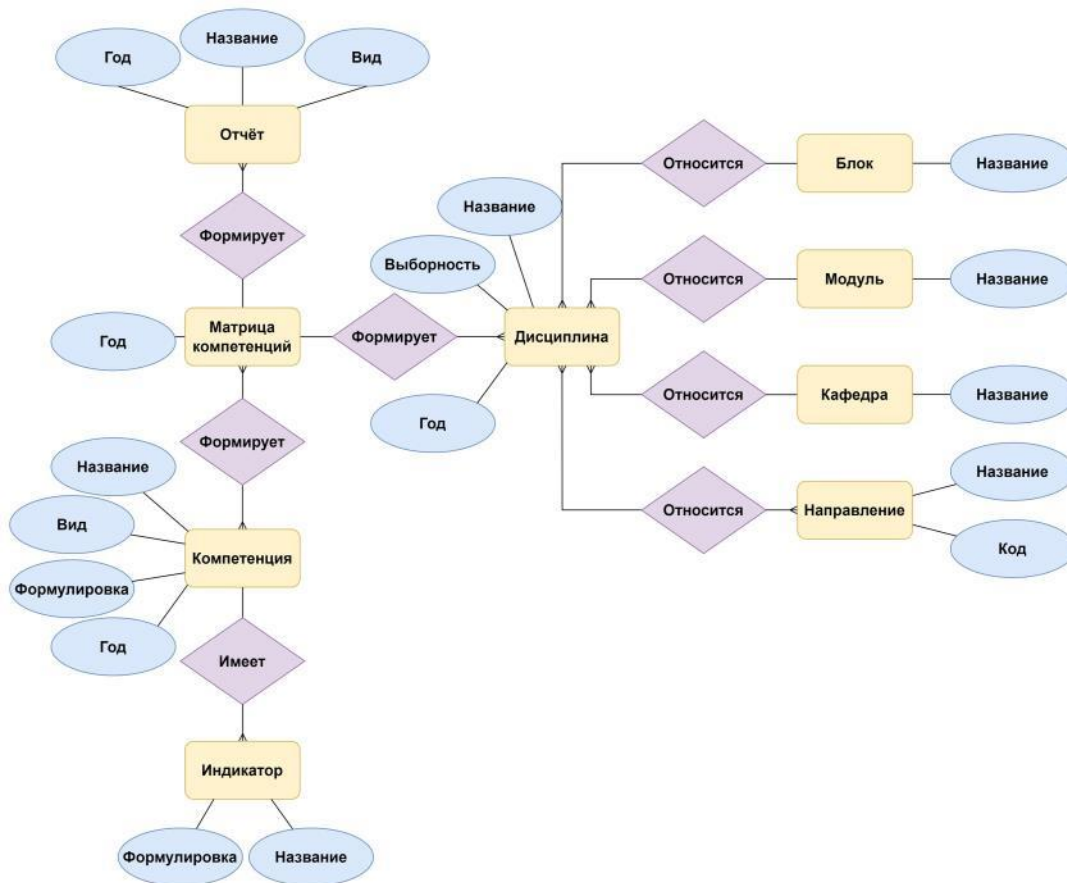 Название
Год
Вид
Отчёт
Формирует
Относится
Блок
Название
Название
Выборность
Относится
Модуль
Название
Год
Матрица
компетенций
Формирует
Дисциплина
Год
Относится
Кафедра
Название
Формирует
Название
Вид
Формулировка
Год
Компетенция
Относится
Направление
Название
Код
Имеет
Индикатор
Формулировка
Название